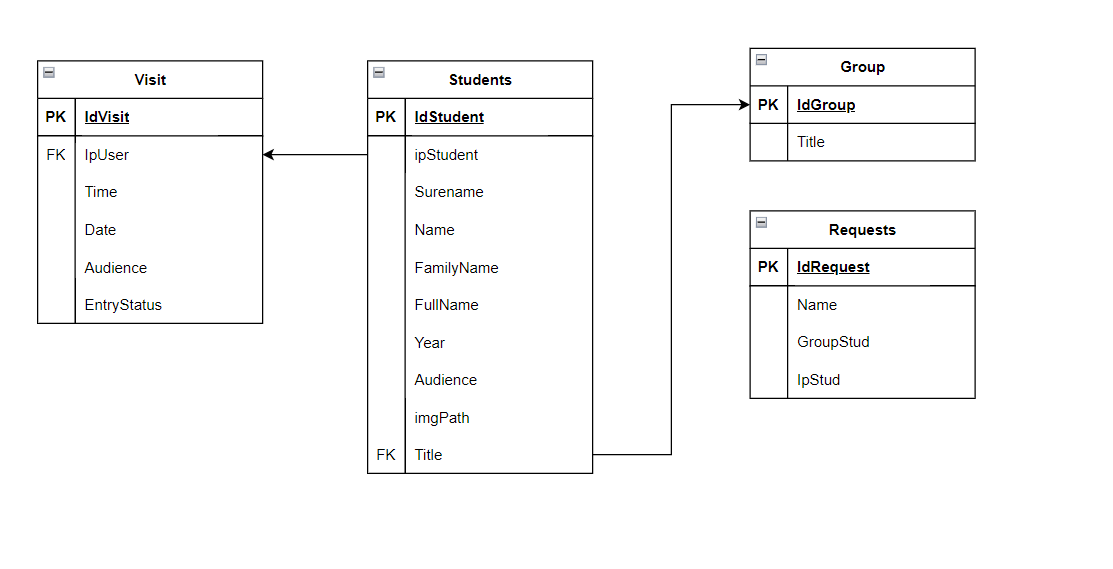 Visit
PK IdVisit
FK IpUser
Time
Date
Audience
EntryStatus
Students
PK IdStudent
ipStudent
Surename
Name
FamilyName
FullName
Year
Audience
imgPath
FK Title
Group
PK IdGroup
Title
Requests
PK IdRequest
Name
GroupStud
IpStud